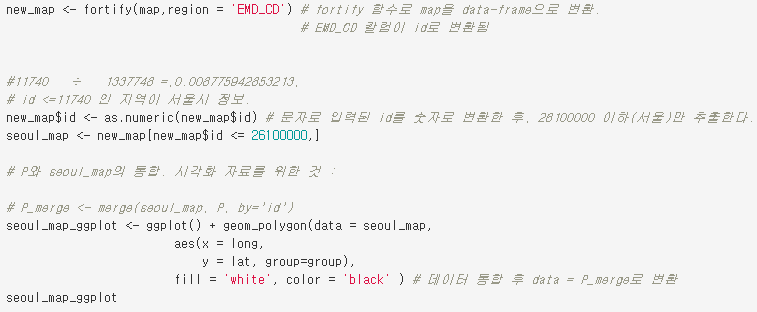 new_map <- fortify(map,region = 'EMD_CD') # fortify 함수로 map을 data-frame으로 변환.
# EMD_CD 칼럼이 id로 변환됨
#11740 ÷ 1337746 =.0.008775942853213.
# id <=11740 인 지역이 서울시 정보.
new_map$id <- as.numeric(new_map$id) # 문자로 입력된 id를 숫자로 변환한 후, 26100000 이하(서울)만 추출한다.
seoul_map <- new_map[new_map$id <= 26100000,]
# P와 seoul_map의 통합. 시각화 자료를 위한 것 :
# P_merge <- merge(seoul_map, P, by='id')
seoul_map_ggplot <- ggplot() + geom_polygon(data = seoul_map,
aes(x = long,
y = lat, group=group),
fill = 'white', color = 'black' ) # 데이터 통합 후 data = P_merge로 변환
seoul_map_ggplot